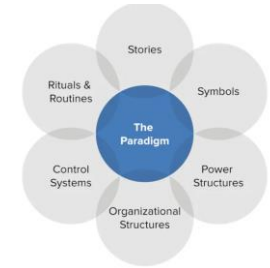 Stories
Symbols
Power
Structures
Organizational
Structures
Control
Systems
Rituals &
Routines
The
Paradigm